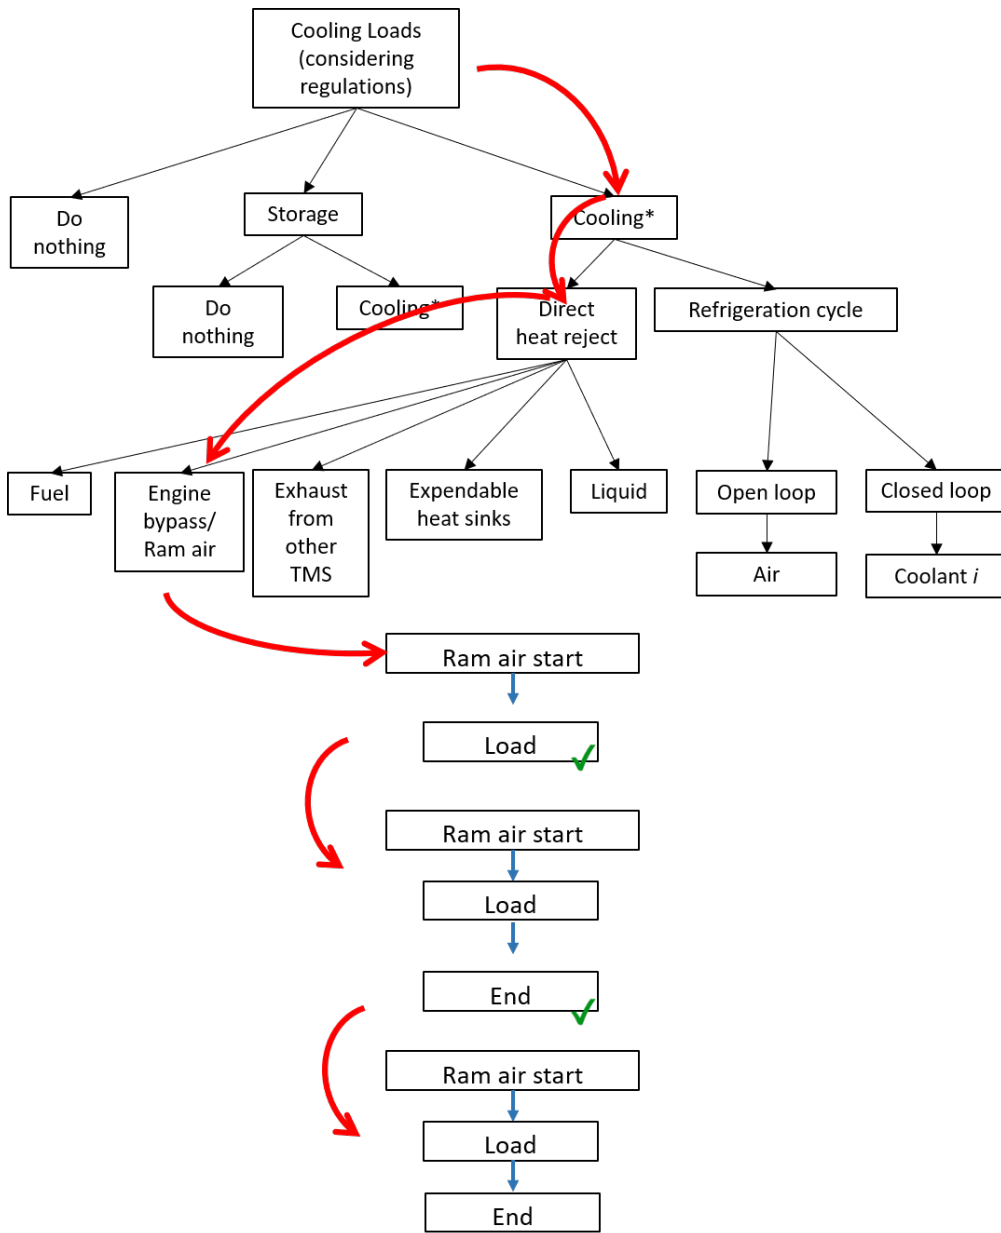 Cooling Loads
(considering
regulations)
Do
nothing
Storage
Cooling*
Do
nothing
Cooling*
Direct
heat reject
Refrigeration cycle
Fuel
Engine
bypass/
Ram air
Exhaust
from
other
TMS
Expendable
heat sinks
Liquid
Open loop
Closed loop
Air
Coolant i
Ram air start
Load
Ram air start
Load
End
Ram air start
Load
End